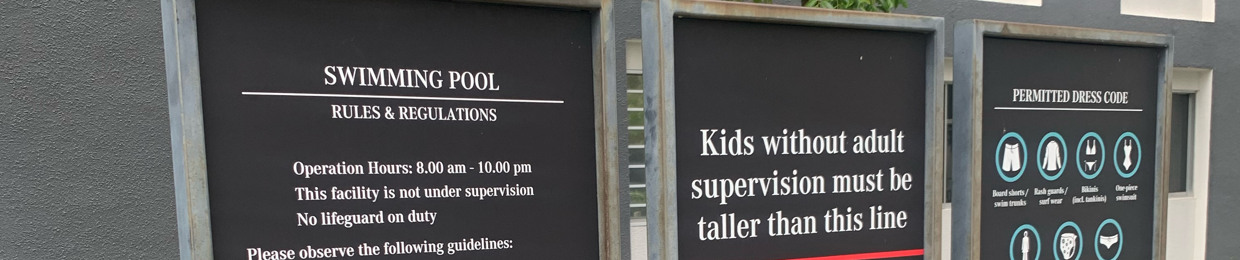 SWIMMING POOL
RULES & REGULATIONS
Operation Hours: 8.00 am - 10.00 pm
This facility is not under supervision
No lifeguard on duty
Please observe the following guidelines:
Kids without adult
supervision must be
taller than this line
PERMITTED DRESS CODE
Board shorts /
swim trunks
Rash guards /
surf wear
Bikinis
(incl. tankinis)
One-piece
swimsuit